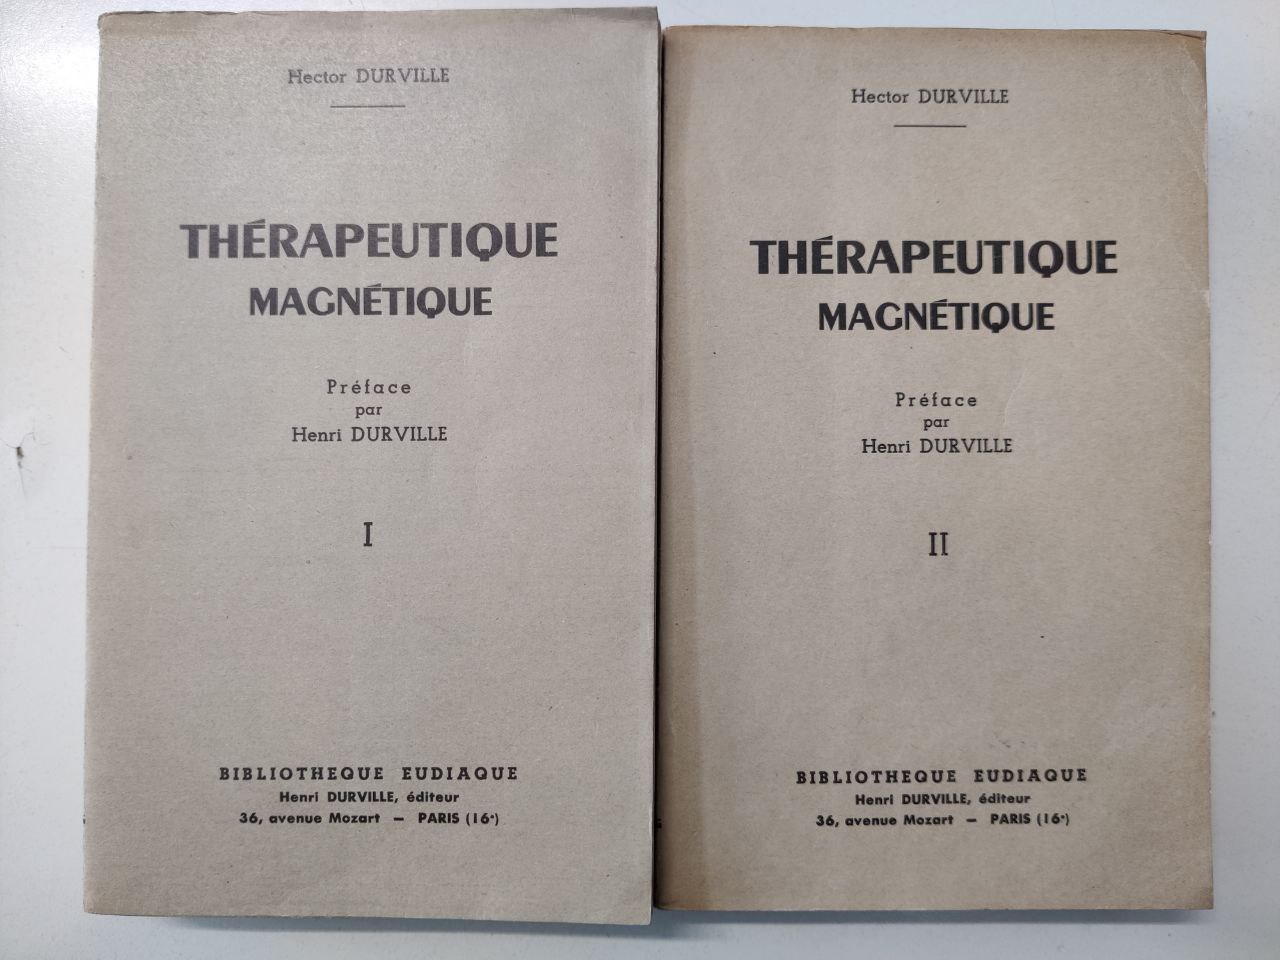 Hector DURVILLE
THÉRAPEUTIQUE
MAGNÉTIQUE
Préface
par
Henri DURVILLE
I
BIBLIOTHEQUE EUDIAQUE
Henri DURVILLE, éditeur
36, avenue Mozart — PARIS (16ᵉ)
Hector DURVILLE
THÉRAPEUTIQUE
MAGNÉTIQUE
Préface
par
Henri DURVILLE
II
BIBLIOTHEQUE EUDIAQUE
Henri DURVILLE, éditeur
36, avenue Mozart — PARIS (16ᵉ)